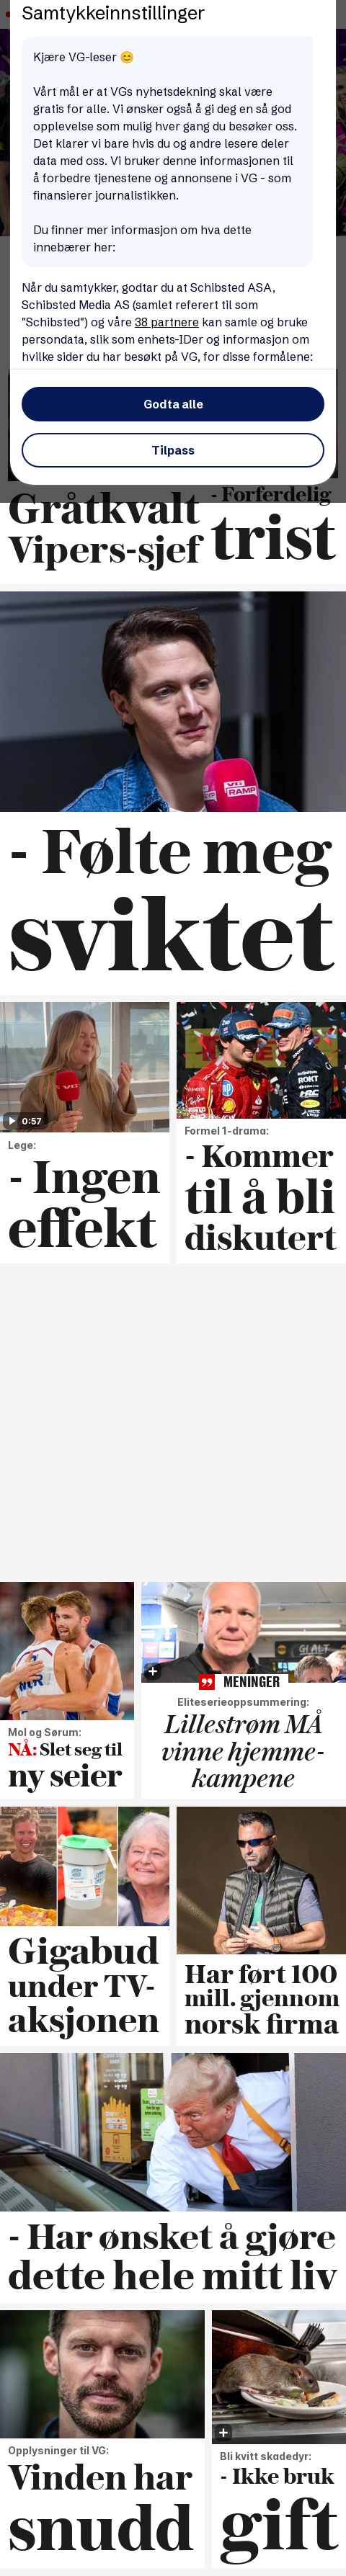 Samtykkeinnstillinger
Kjære VG-leser 😊
Vårt mål er at VGs nyhetsdekning skal være
gratis for alle. Vi ønsker også å gi deg en så god
opplevelse som mulig hver gang du besøker oss.
Det klarer vi bare hvis du og andre lesere deler
data med oss. Vi bruker denne informasjonen til
å forbedre tjenestene og annonsene i VG - som
finansierer journalistikken.
Du finner mer informasjon om hva dette
innebærer her:
Når du samtykker, godtar du at Schibsted ASA,
Schibsted Media AS (samlet referert til som
"Schibsted") og våre 38 partnere kan samle og bruke
persondata, slik som enhets-IDer og informasjon om
hvilke sider du har besøkt på VG, for disse formålene:
Godta alle
Tilpass
Gråtkvalt
Vipers-sjef
- Forferdelig
trist
VG
RAMP
- Følte meg
sviktet
VG
0:57
Lege:
- Ingen
effekt
Formel 1-drama:
- Kommer
til å bli
diskutert
Mol og Sørum:
NÅ: Slet seg til
ny seier
MENINGER
Eliteserieoppsummering:
Lillestrøm MÅ
vinne hjemme-
kampene
Gigabud
under TV-
aksjonen
Har ført 100
mill. gjennom
norsk firma
- Har ønsket å gjøre
dette hele mitt liv
Opplysninger til VG:
Vinden har
snudd
Bli kvitt skadedyr:
- Ikke bruk
gift